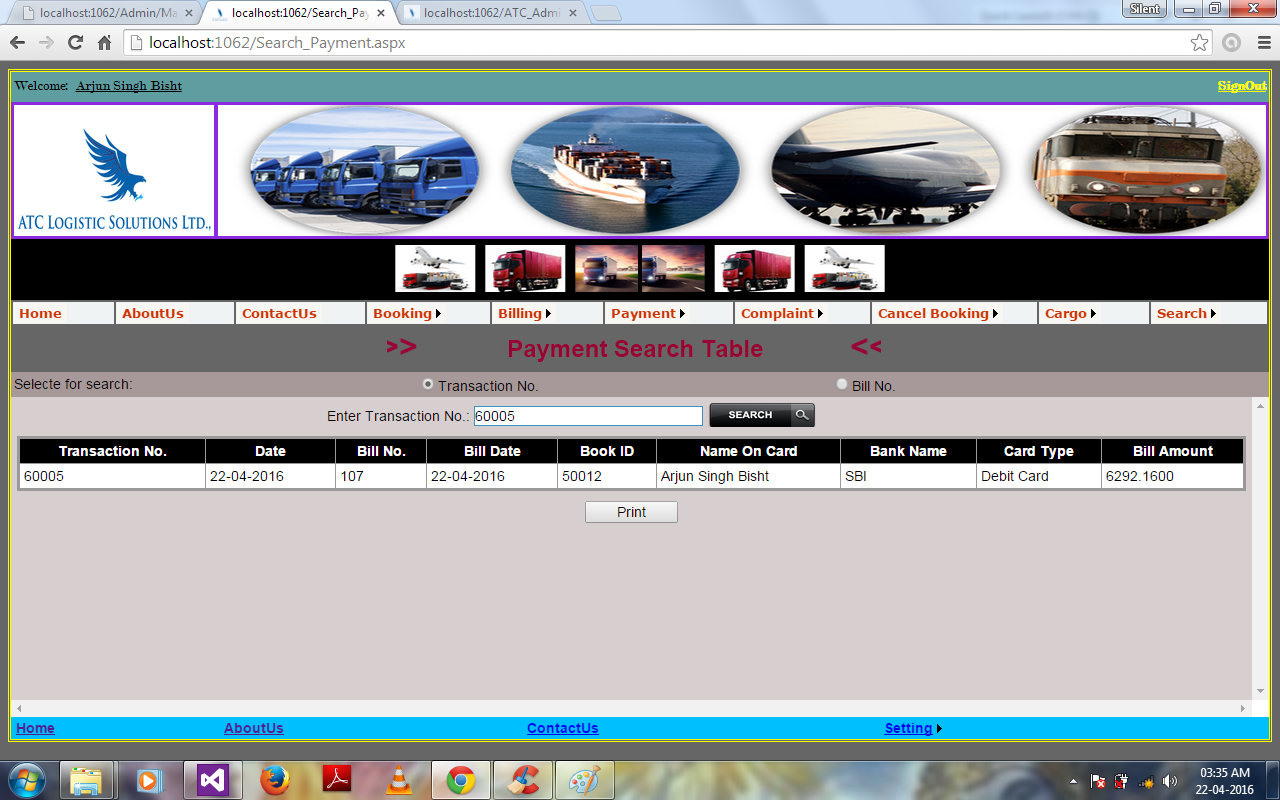 localhost:1062/Admin/Ma
localhost:1062/Search_Pay
localhost:1062/ATC_Admi
Silent
localhost:1062/Search_Payment.aspx
Welcome: Arjun Singh Bisht
SignOut
ATC LOGISTIC SOLUTIONS LTD.,
Home AboutUs ContactUs Booking Billing Payment Complaint Cancel Booking Cargo Search
>> Payment Search Table <<
Selecte for search: Transaction No. Bill No.
Enter Transaction No.: 60005 SEARCH
Transaction No. Date Bill No. Bill Date Book ID Name On Card Bank Name Card Type Bill Amount
60005 22-04-2016 107 22-04-2016 50012 Arjun Singh Bisht SBI Debit Card 6292.1600
Print
Home AboutUs ContactUs Setting
03:35 AM
22-04-2016